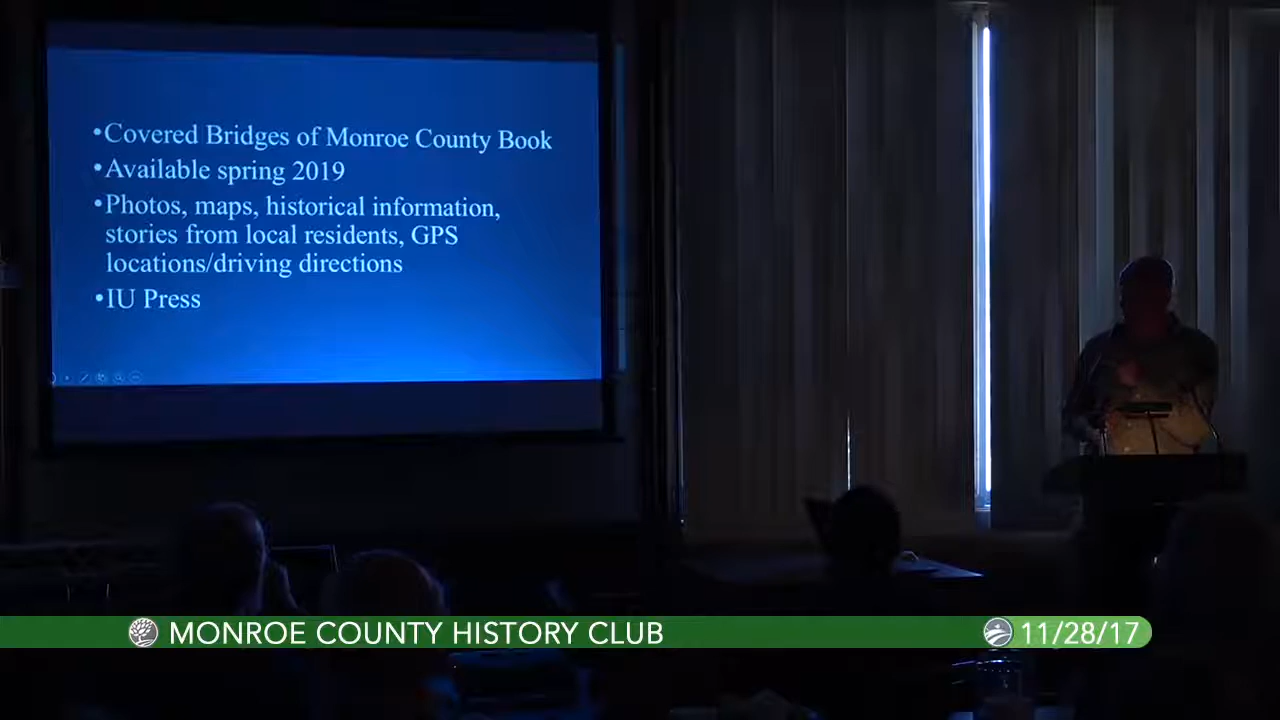 •Covered Bridges of Monroe County Book
•Available spring 2019
•Photos, maps, historical information,
stories from local residents, GPS
locations/driving directions
•IU Press
MONROE COUNTY HISTORY CLUB
11/28/17